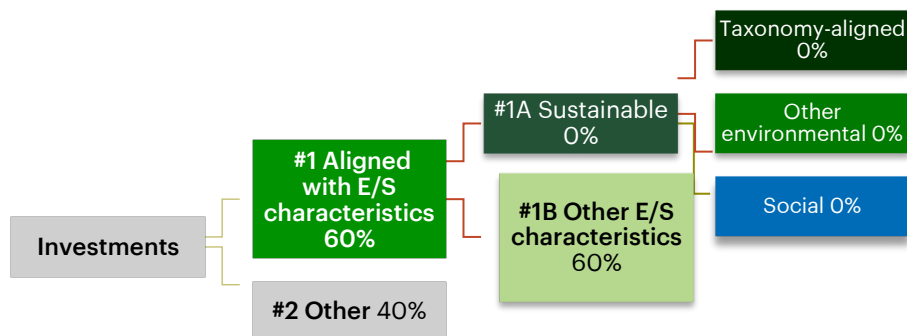 Investments
#1 Aligned
with E/S
characteristics
60%
#2 Other 40%
#1A Sustainable
0%
#1B Other E/S
characteristics
60%
Taxonomy-aligned
0%
Other
environmental 0%
Social 0%